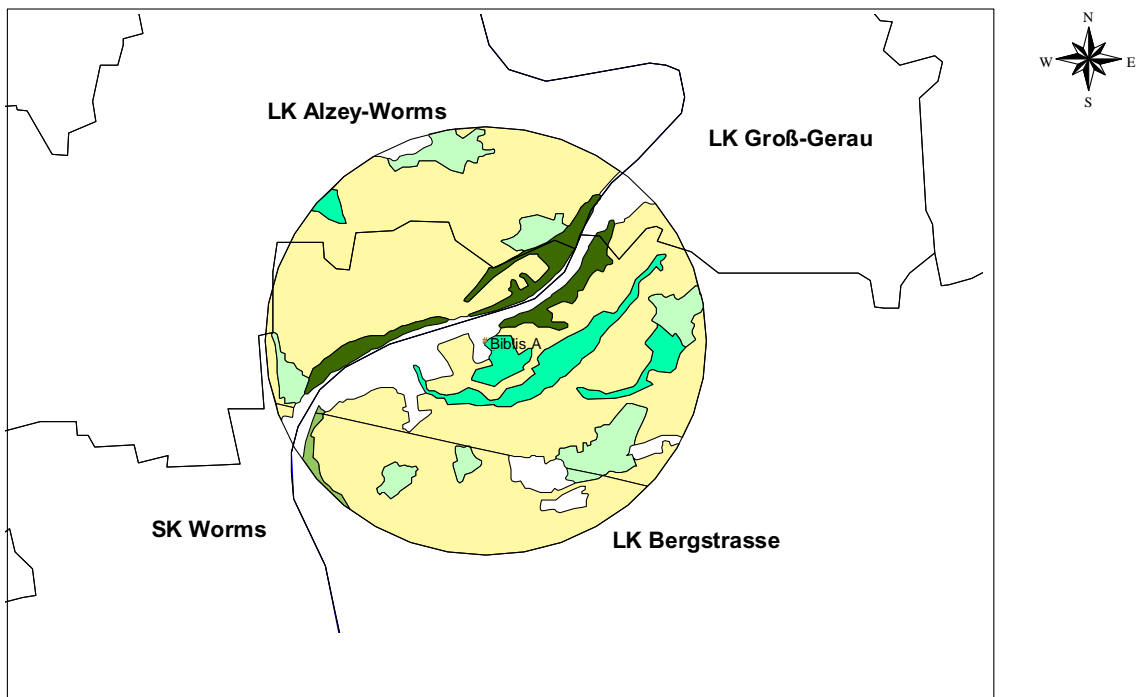 N
W E
S
LK Alzey-Worms
LK Groß-Gerau
Biblis A
SK Worms
LK Bergstrasse